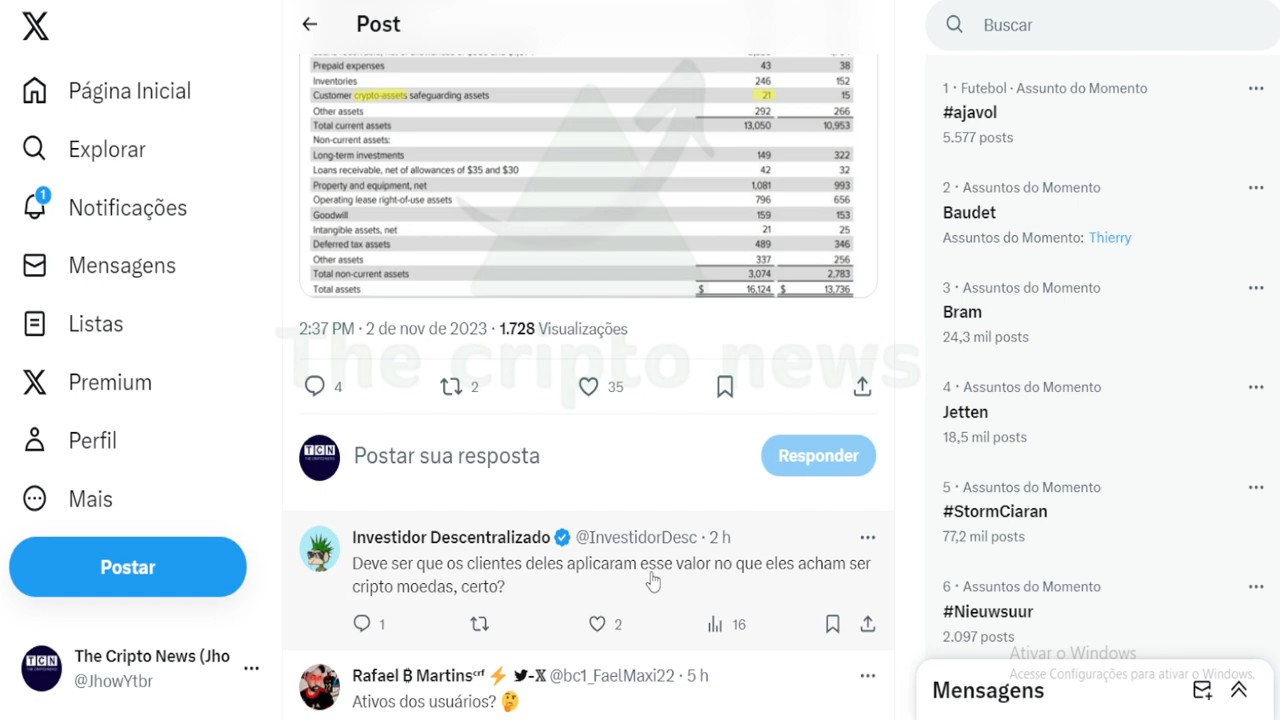 Página Inicial
Explorar
1
Notificações
Mensagens
Listas
Premium
Perfil
Mais
Postar
The Cripto News (Jho
@JhowYtbr
Post
Prepaid expenses 43 38
Inventories 246 152
Customer crypto-assets safeguarding assets 21 15
Other assets 292 266
Total current assets 13,050 10,953
Non-current assets:
Long-term investments 149 322
Loans receivable, net of allowances of $35 and $30 42 32
Property and equipment, net 1,081 993
Operating lease right-of-use assets 796 656
Goodwill 159 153
Intangible assets, net 21 25
Deferred tax assets 489 346
Other assets 337 256
Total non-current assets 3,074 2,783
Total assets $ 16,124 $ 13,736
2:37 PM · 2 de nov de 2023 · 1.728 Visualizações
The cripto news
4 2 35
TCN
Postar sua resposta
Responder
Investidor Descentralizado @InvestidorDesc · 2 h
Deve ser que os clientes deles aplicaram esse valor no que eles acham ser
cripto moedas, certo?
1 2 16
Rafael ₿ Martins @bc1_FaelMaxi22 · 5 h
Ativos dos usuários? 🤔
Buscar
1 · Futebol · Assunto do Momento
#ajavol
5.577 posts
2 · Assuntos do Momento
Baudet
Assuntos do Momento: Thierry
3 · Assuntos do Momento
Bram
24,3 mil posts
4 · Assuntos do Momento
Jetten
18,5 mil posts
5 · Assuntos do Momento
#StormCiaran
77,2 mil posts
6 · Assuntos do Momento
#Nieuwsuur
2.097 posts
Ativar o Windows
Acesse Configurações para ativar o Windows.
Mensagens